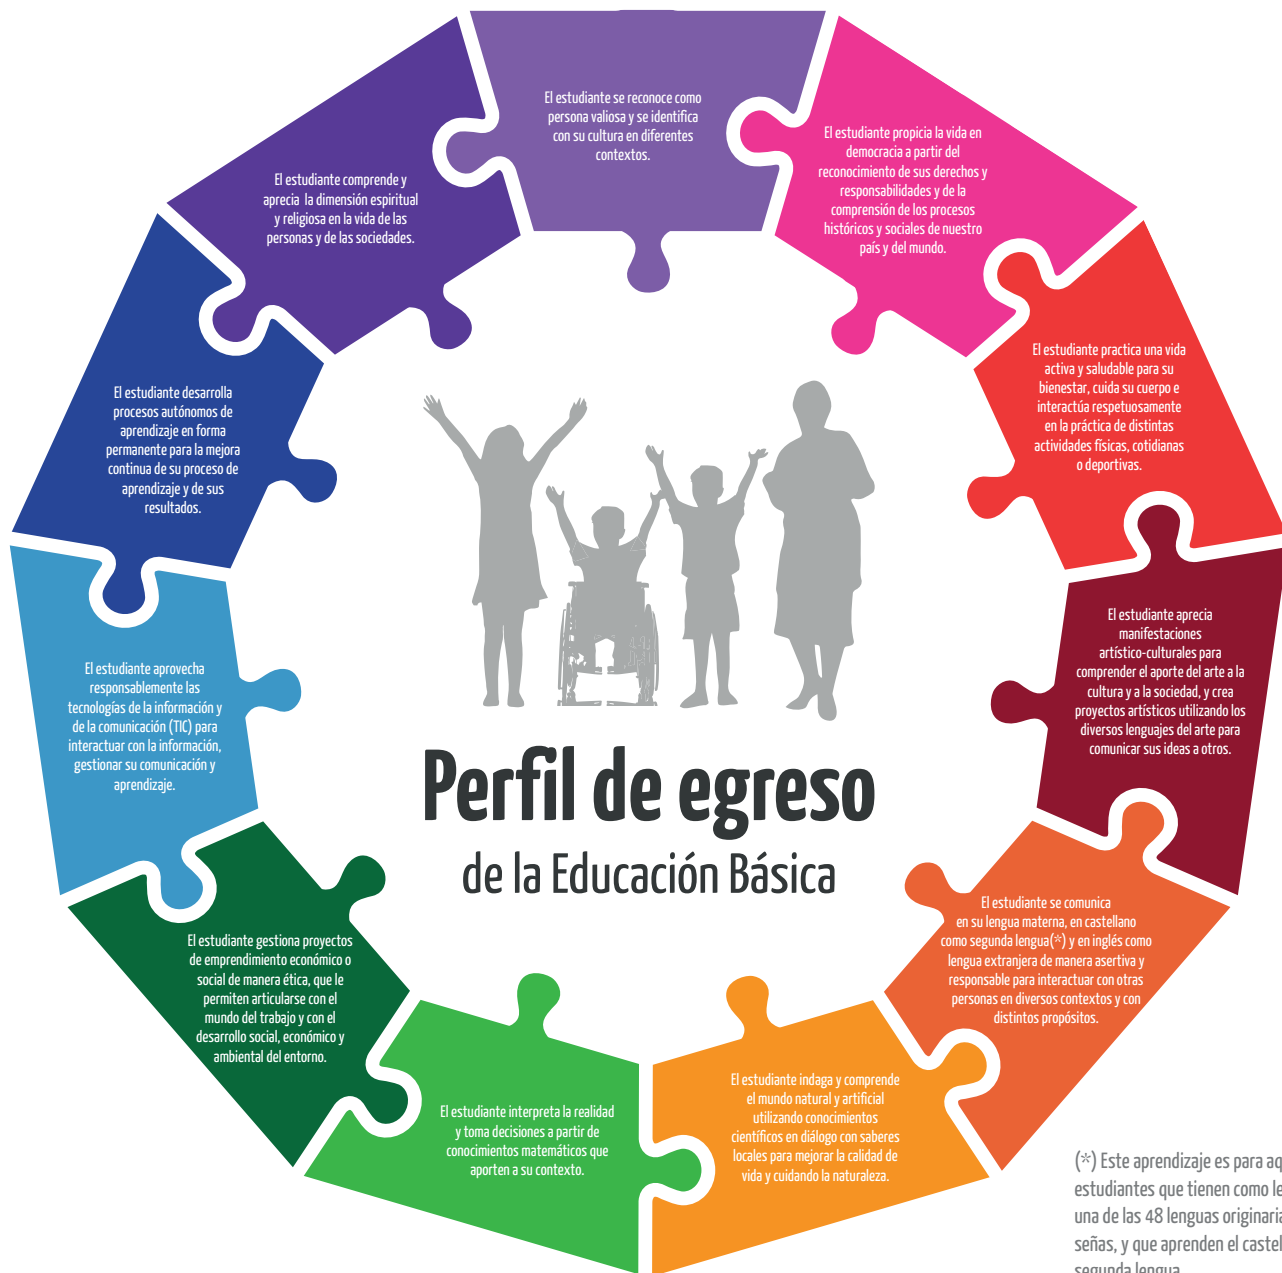 El estudiante se reconoce como
persona valiosa y se identifica
con su cultura en diferentes
contextos.
El estudiante propicia la vida en
democracia a partir del
reconocimiento de sus derechos y
responsabilidades y de la
comprensión de los procesos
históricos y sociales de nuestro
país y del mundo.
El estudiante practica una vida
activa y saludable para su
bienestar, cuida su cuerpo e
interactúa respetuosamente
en la práctica de distintas
actividades físicas, cotidianas
o deportivas.
El estudiante aprecia
manifestaciones
artístico-culturales para
comprender el aporte del arte a la
cultura y a la sociedad, y crea
proyectos artísticos utilizando los
diversos lenguajes del arte para
comunicar sus ideas a otros.
El estudiante se comunica
en su lengua materna, en castellano
como segunda lengua(*) y en inglés como
lengua extranjera de manera asertiva y
responsable para interactuar con otras
personas en diversos contextos y con
distintos propósitos.
El estudiante indaga y comprende
el mundo natural y artificial
utilizando conocimientos
científicos en diálogo con saberes
locales para mejorar la calidad de
vida y cuidando la naturaleza.
El estudiante interpreta la realidad
y toma decisiones a partir de
conocimientos matemáticos que
aporten a su contexto.
El estudiante gestiona proyectos
de emprendimiento económico o
social de manera ética, que le
permiten articularse con el
mundo del trabajo y con el
desarrollo social, económico y
ambiental del entorno.
El estudiante aprovecha
responsablemente las
tecnologías de la información y
de la comunicación (TIC) para
interactuar con la información,
gestionar su comunicación y
aprendizaje.
El estudiante desarrolla
procesos autónomos de
aprendizaje en forma
permanente para la mejora
continua de su proceso de
aprendizaje y de sus
resultados.
El estudiante comprende y
aprecia la dimensión espiritual
y religiosa en la vida de las
personas y de las sociedades.
Perfil de egreso
de la Educación Básica
(*) Este aprendizaje es para
estudiantes que tienen como
una de las 48 lenguas
señas, y que aprenden el
segunda lengua